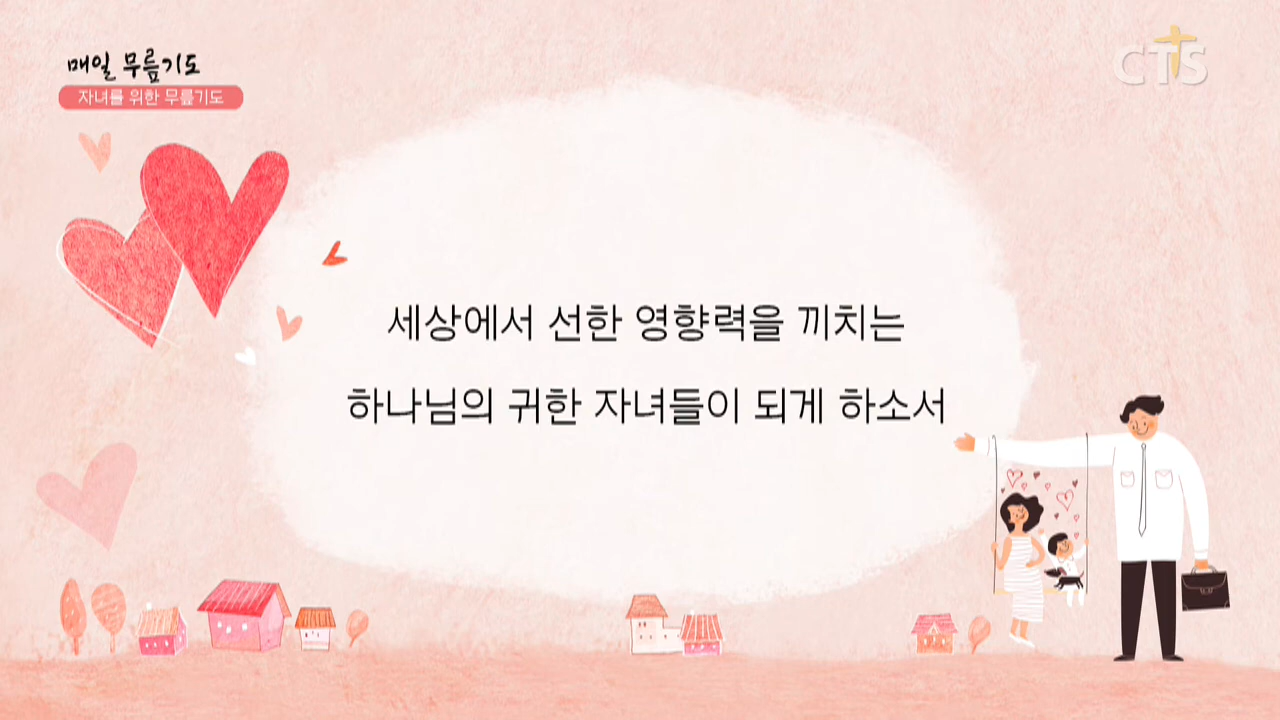 매일 무릎기도
자녀를 위한 무릎기도
CTS
세상에서 선한 영향력을 끼치는
하나님의 귀한 자녀들이 되게 하소서